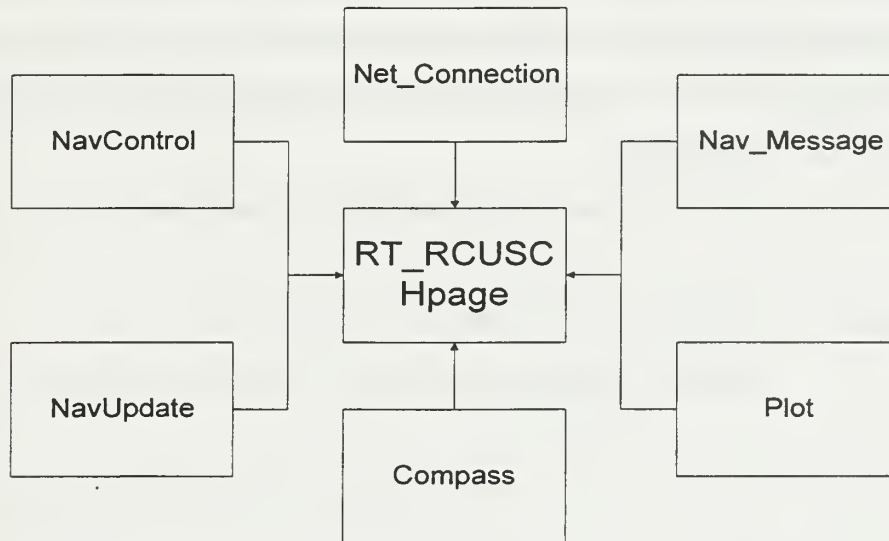 Net_Connection
NavControl
Nav_Message
RT_RCUSC
Hpage
NavUpdate
Plot
Compass